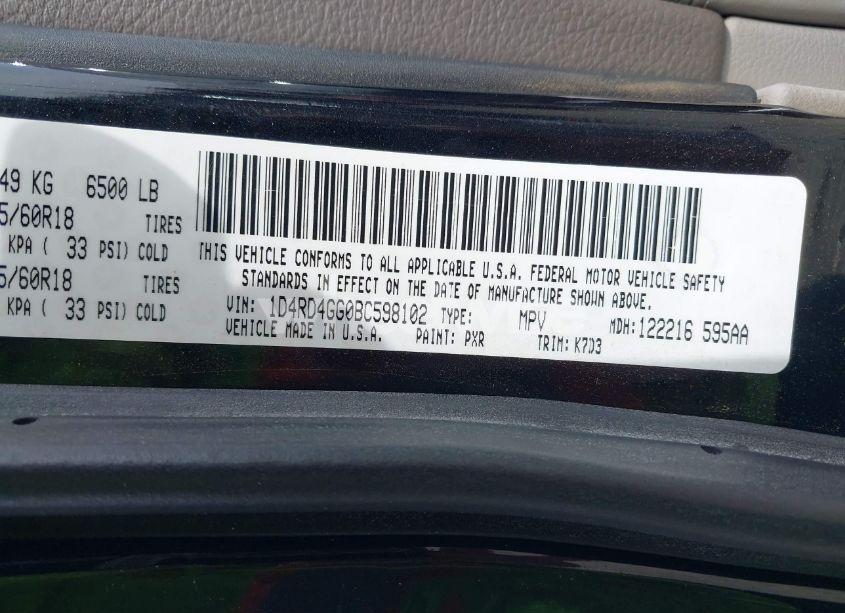 49 KG 6500 LB
5/60R18 TIRES
KPA ( 33 PSI) COLD
5/60R18 TIRES
KPA ( 33 PSI) COLD
THIS VEHICLE CONFORMS TO ALL APPLICABLE U.S.A. FEDERAL MOTOR VEHICLE SAFETY
STANDARDS IN EFFECT ON THE DATE OF MANUFACTURE SHOWN ABOVE.
VIN: 1D4RD4GG0BC598102 TYPE: MPV MDH: 122216 595AA
VEHICLE MADE IN U.S.A. PAINT: PXR TRIM: K7D3